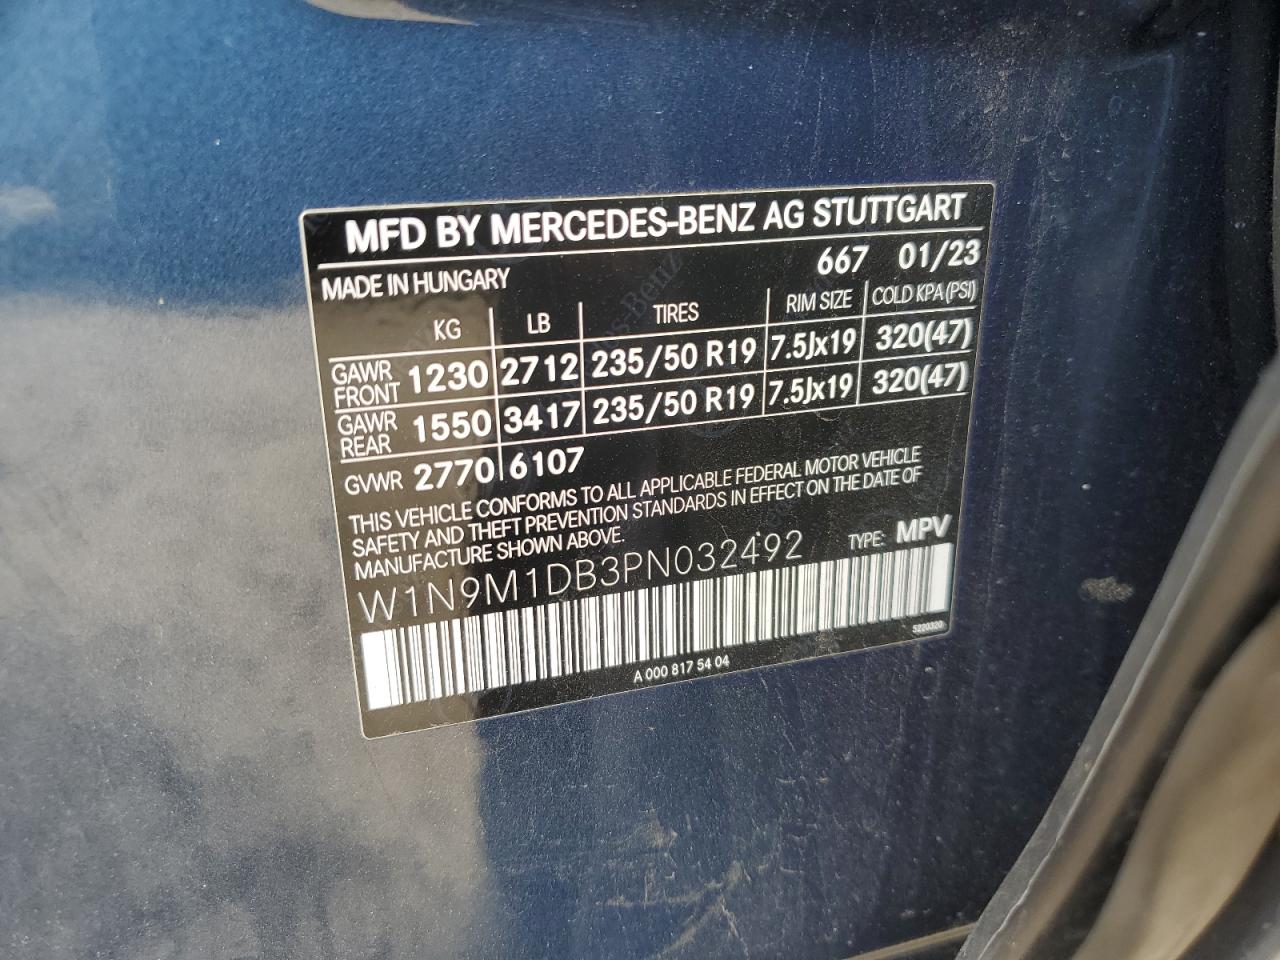 MFD BY MERCEDES-BENZ AG STUTTGART
MADE IN HUNGARY 667 01/23
KG LB TIRES RIM SIZE COLD KPA(PSI)
GAWR FRONT 1230 2712 235/50 R19 7.5Jx19 320(47)
GAWR REAR 1550 3417 235/50 R19 7.5Jx19 320(47)
GVWR 2770 6107
THIS VEHICLE CONFORMS TO ALL APPLICABLE FEDERAL MOTOR VEHICLE
SAFETY AND THEFT PREVENTION STANDARDS IN EFFECT ON THE DATE OF
MANUFACTURE SHOWN ABOVE.
W1N9M1DB3PN032492 TYPE: MPV
5220320
A 000 817 54 04